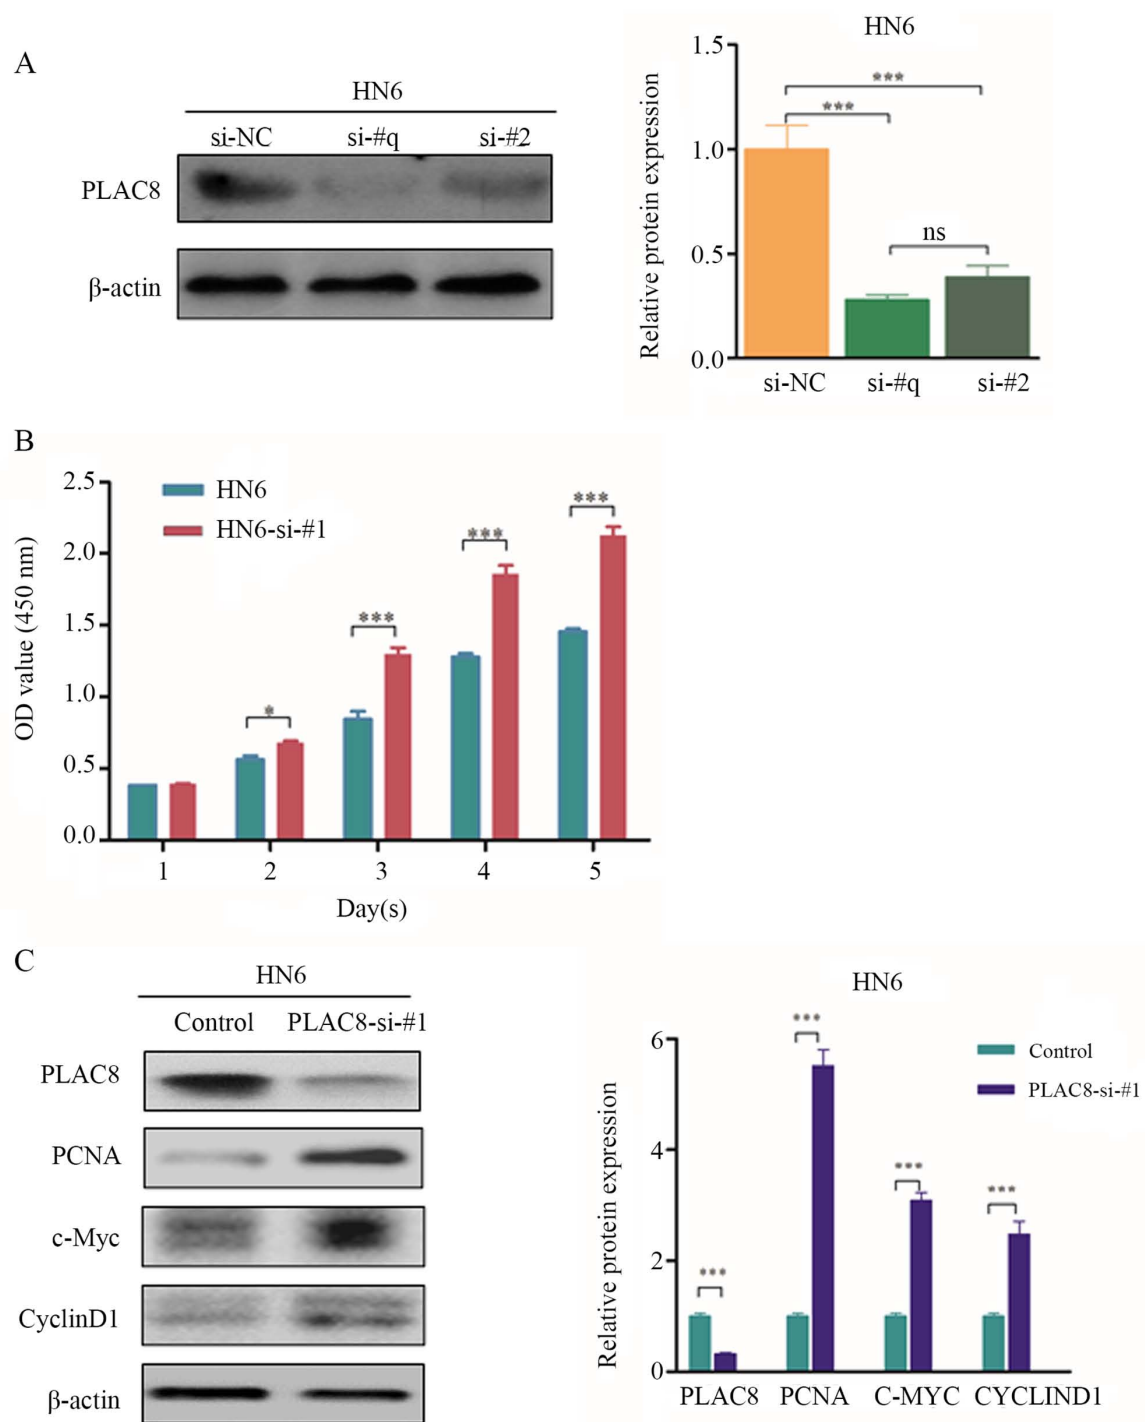 A
HN6
si-NC si-#q si-#2
PLAC8
β-actin
HN6
Relative protein expression
1.5
1.0
0.5
0.0
***
***
ns
si-NC si-#q si-#2
B
OD value (450 nm)
2.5
2.0
1.5
1.0
0.5
0.0
HN6
HN6-si-#1
*
***
***
***
1 2 3 4 5
Day(s)
C
HN6
Control PLAC8-si-#1
PLAC8
PCNA
c-Myc
CyclinD1
β-actin
HN6
Relative protein expression
6
4
2
0
***
***
***
***
Control
PLAC8-si-#1
PLAC8 PCNA C-MYC CYCLIND1